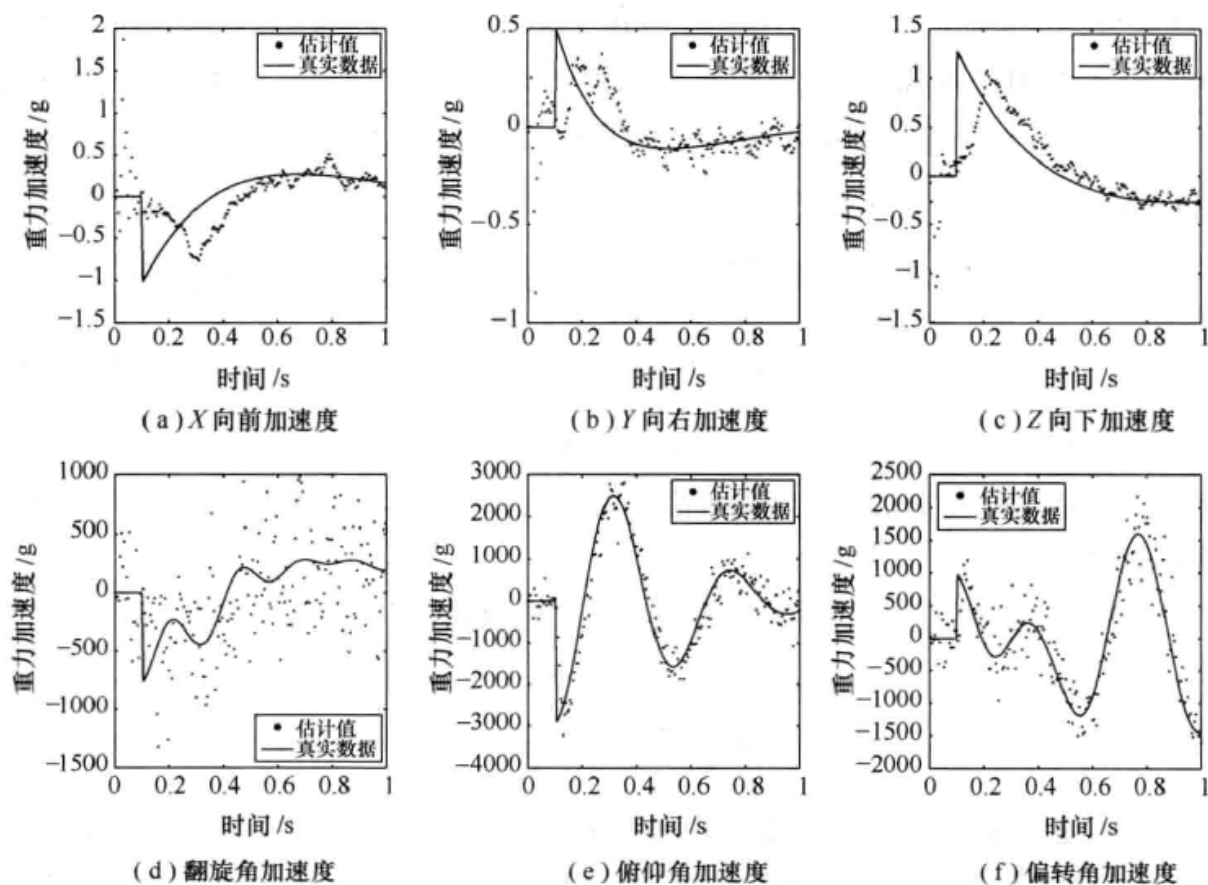 2
1.5
1
0.5
0
−0.5
−1
−1.5
0 0.2 0.4 0.6 0.8 1
重力加速度 /g
时间 /s
估计值
真实数据
(a) X 向前加速度
0.5
0
−0.5
−1
0 0.2 0.4 0.6 0.8 1
重力加速度 /g
时间 /s
估计值
真实数据
(b) Y 向右加速度
1.5
1
0.5
0
−0.5
−1
−1.5
0 0.2 0.4 0.6 0.8 1
重力加速度 /g
时间 /s
估计值
真实数据
(c) Z 向下加速度
1000
500
0
−500
−1000
−1500
0 0.2 0.4 0.6 0.8 1
重力加速度 /g
时间 /s
估计值
真实数据
(d) 翻旋角加速度
3000
2000
1000
0
−1000
−2000
−3000
−4000
0 0.2 0.4 0.6 0.8 1
重力加速度 /g
时间 /s
估计值
真实数据
(e) 俯仰角加速度
2500
2000
1500
1000
500
0
−500
−1000
−1500
−2000
0 0.2 0.4 0.6 0.8 1
重力加速度 /g
时间 /s
估计值
真实数据
(f) 偏转角加速度